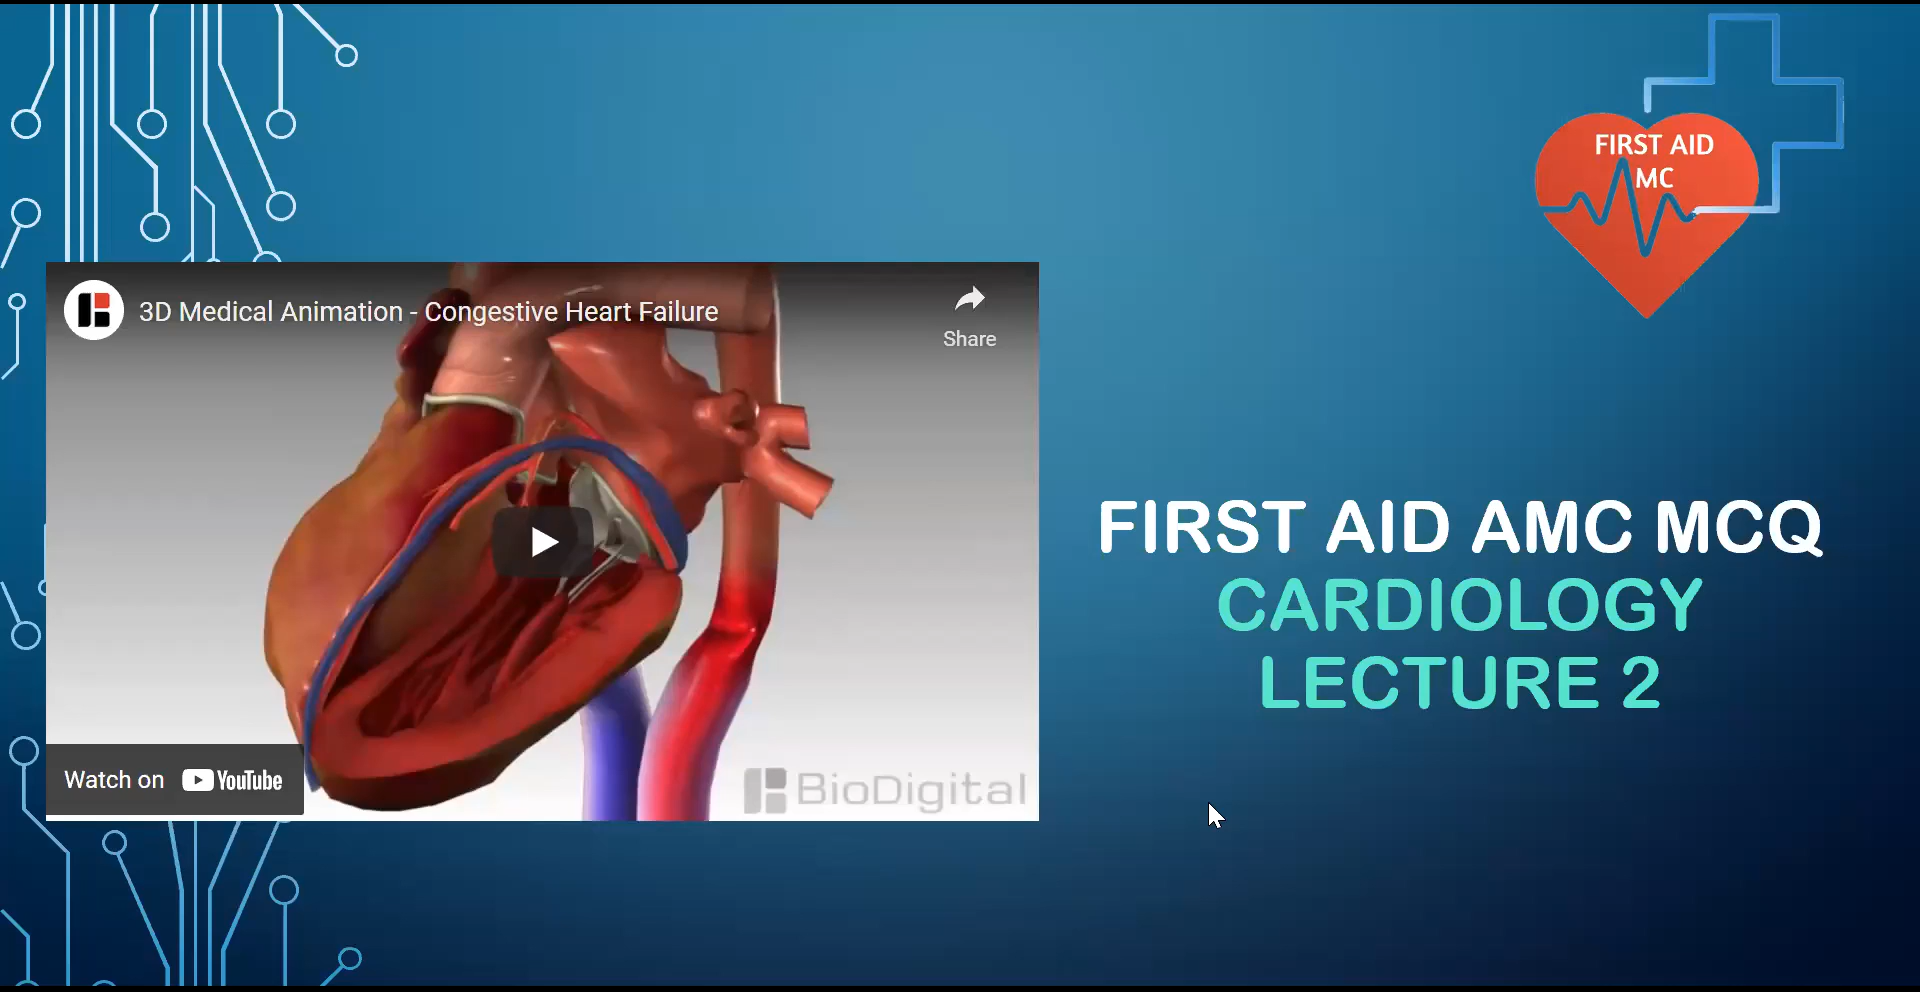 FIRST AID
MC
3D Medical Animation - Congestive Heart Failure
Share
FIRST AID AMC MCQ
CARDIOLOGY
LECTURE 2
Watch on YouTube
BioDigital